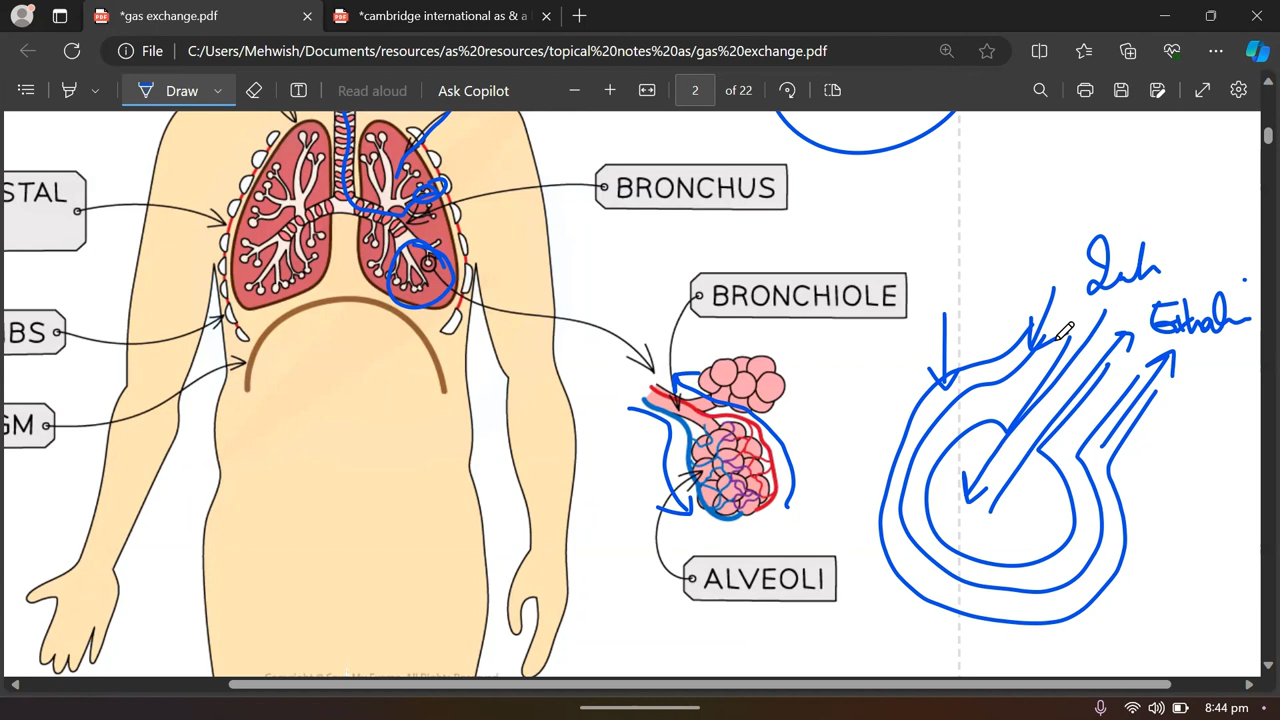 *gas exchange.pdf
*cambridge international as & a
File
C:/Users/Mehwish/Documents/resources/as%20resources/topical%20notes%20as/gas%20exchange.pdf
Draw
Read aloud
Ask Copilot
2
of 22
STAL
BRONCHUS
BRONCHIOLE
BS
GM
ALVEOLI
8:44 pm